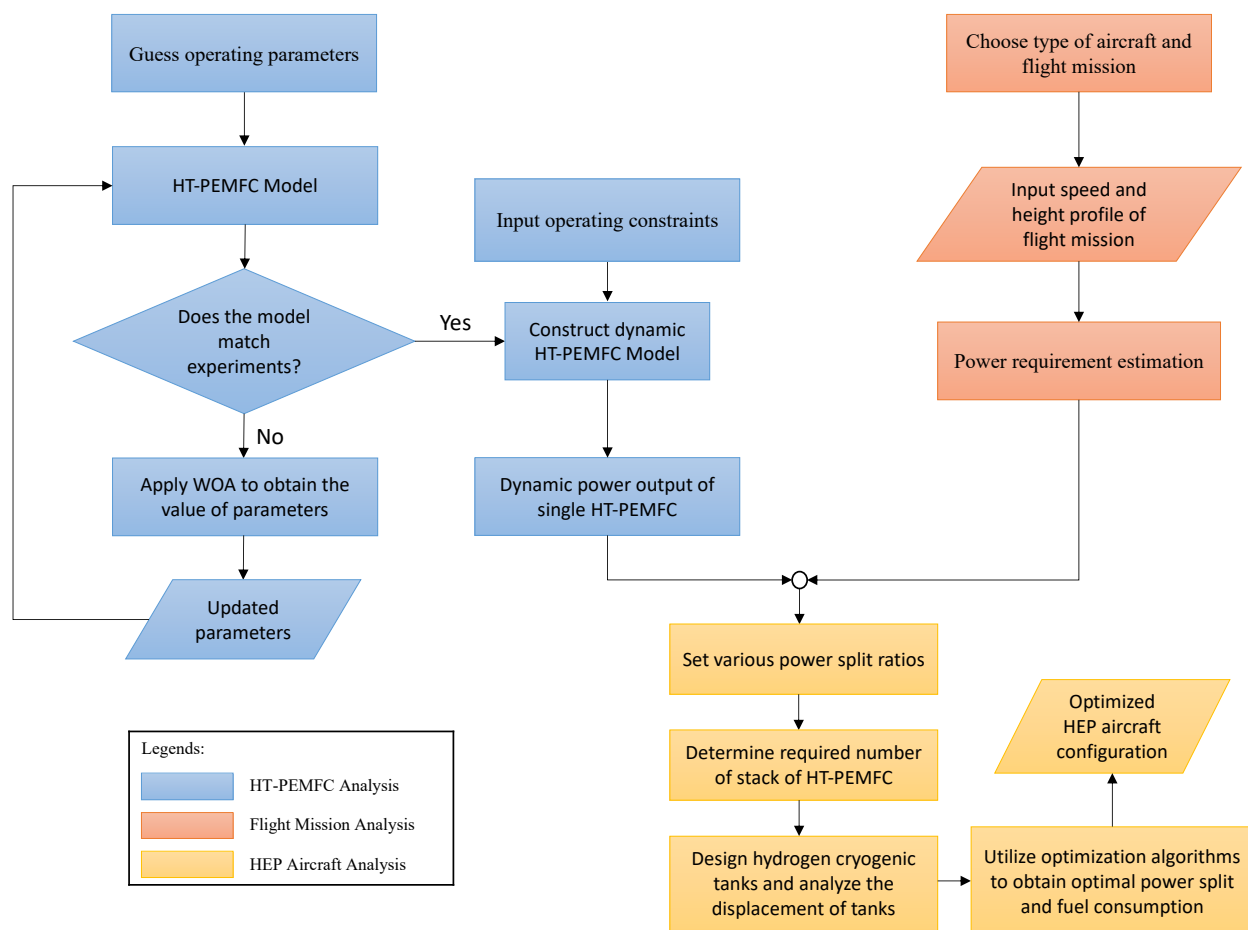 Guess operating parameters
HT-PEMFC Model
Does the model
match
experiments?
Yes
No
Apply WOA to obtain the
value of parameters
Updated
parameters
Input operating constraints
Construct dynamic
HT-PEMFC Model
Dynamic power output of
single HT-PEMFC
Choose type of aircraft and
flight mission
Input speed and
height profile of
flight mission
Power requirement estimation
Set various power split ratios
Determine required number
of stack of HT-PEMFC
Design hydrogen cryogenic
tanks and analyze the
displacement of tanks
Utilize optimization algorithms
to obtain optimal power split
and fuel consumption
Optimized
HEP aircraft
configuration
Legends:
HT-PEMFC Analysis
Flight Mission Analysis
HEP Aircraft Analysis